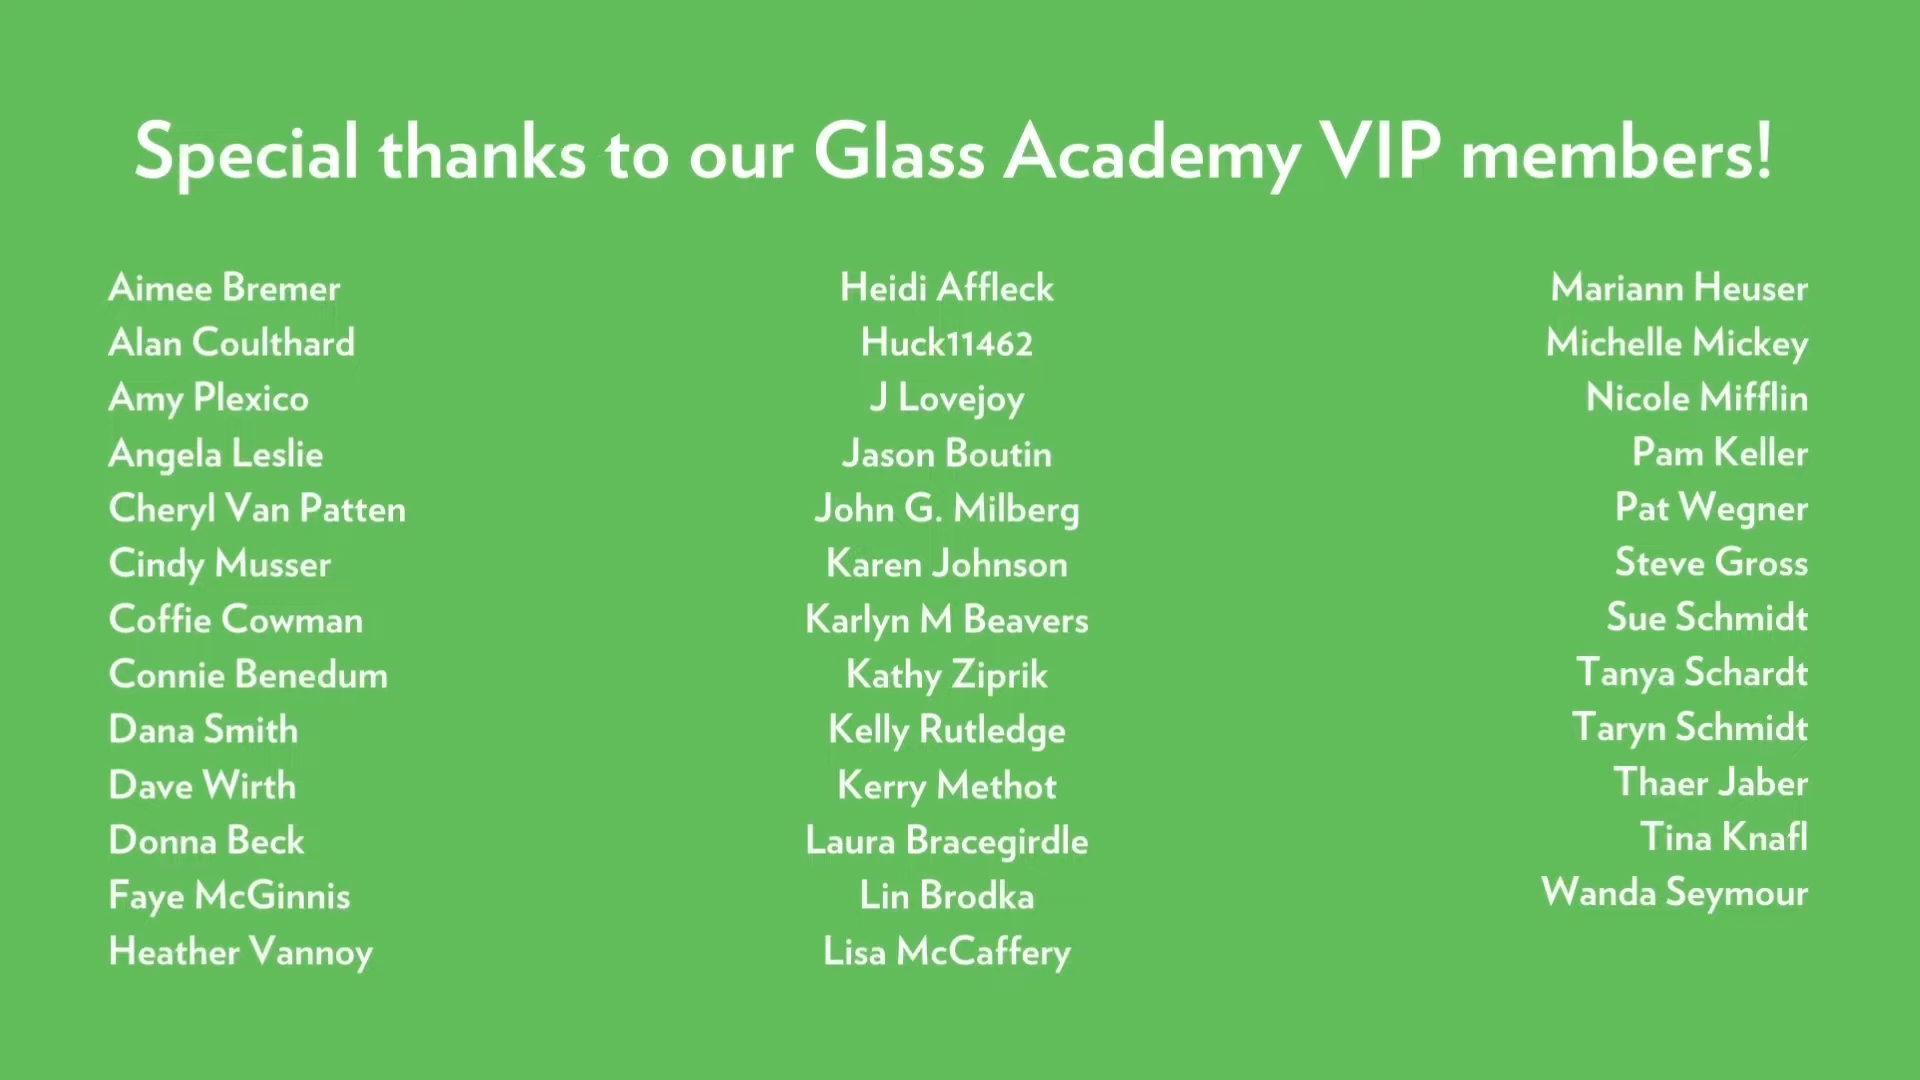 Special thanks to our Glass Academy VIP members!
Aimee Bremer
Alan Coulthard
Amy Plexico
Angela Leslie
Cheryl Van Patten
Cindy Musser
Coffie Cowman
Connie Benedum
Dana Smith
Dave Wirth
Donna Beck
Faye McGinnis
Heather Vannoy
Heidi Affleck
Huck11462
J Lovejoy
Jason Boutin
John G. Milberg
Karen Johnson
Karlyn M Beavers
Kathy Ziprik
Kelly Rutledge
Kerry Methot
Laura Bracegirdle
Lin Brodka
Lisa McCaffery
Mariann Heuser
Michelle Mickey
Nicole Mifflin
Pam Keller
Pat Wegner
Steve Gross
Sue Schmidt
Tanya Schardt
Taryn Schmidt
Thaer Jaber
Tina Knafl
Wanda Seymour